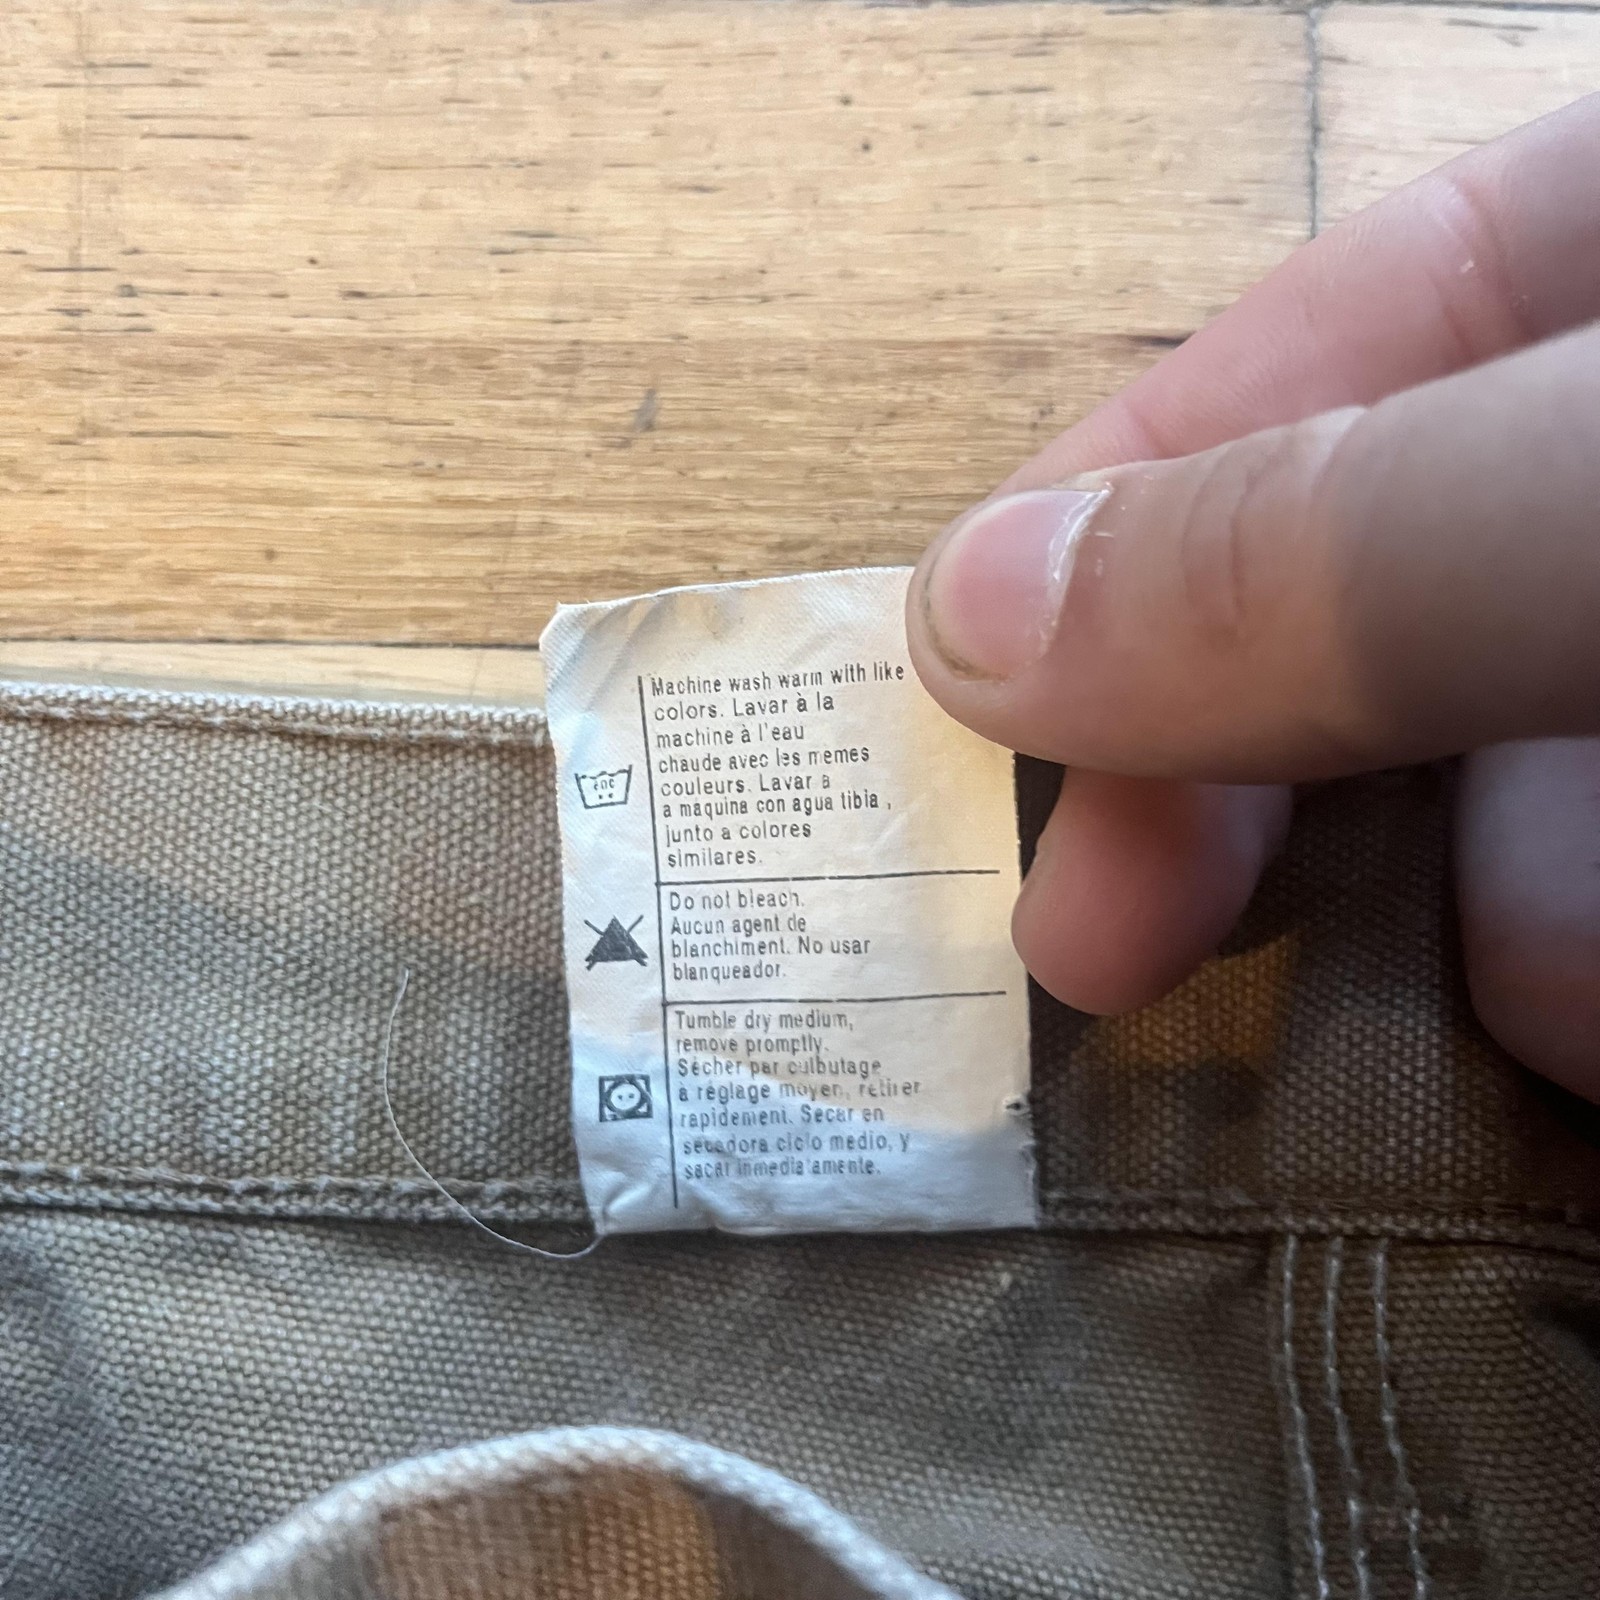 Machine wash warm with like
colors. Lavar à la
machine à l'eau
chaude avec les memes
couleurs. Lavar a
a máquina con agua tibia,
junto a colores
similares.
Do not bleach.
Aucun agent de
blanchiment. No usar
blanqueador.
Tumble dry medium,
remove promptly.
Sécher par culbutage
à réglage moyen, retirer
rapidement. Secar en
secadora ciclo medio, y
sacar inmediatamente.